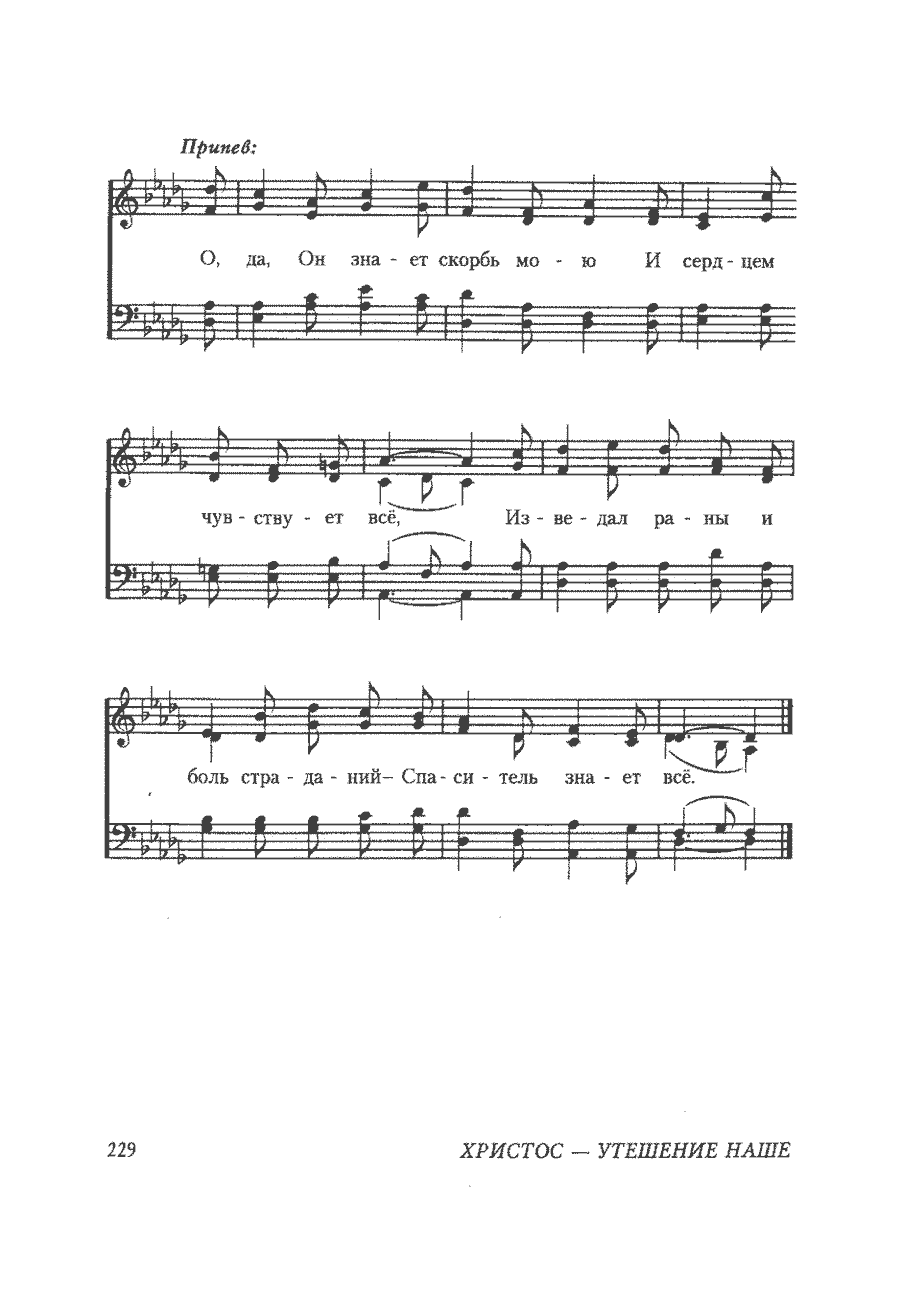 Припев:
О, да, Он зна - ет скорбь мо - ю И серд - цем
чув - ству - ет всё, Из - ве - дал ра - ны и
боль стра - да - ний– Спа - си - тель зна - ет всё.
229 ХРИСТОС — УТЕШЕНИЕ НАШЕ